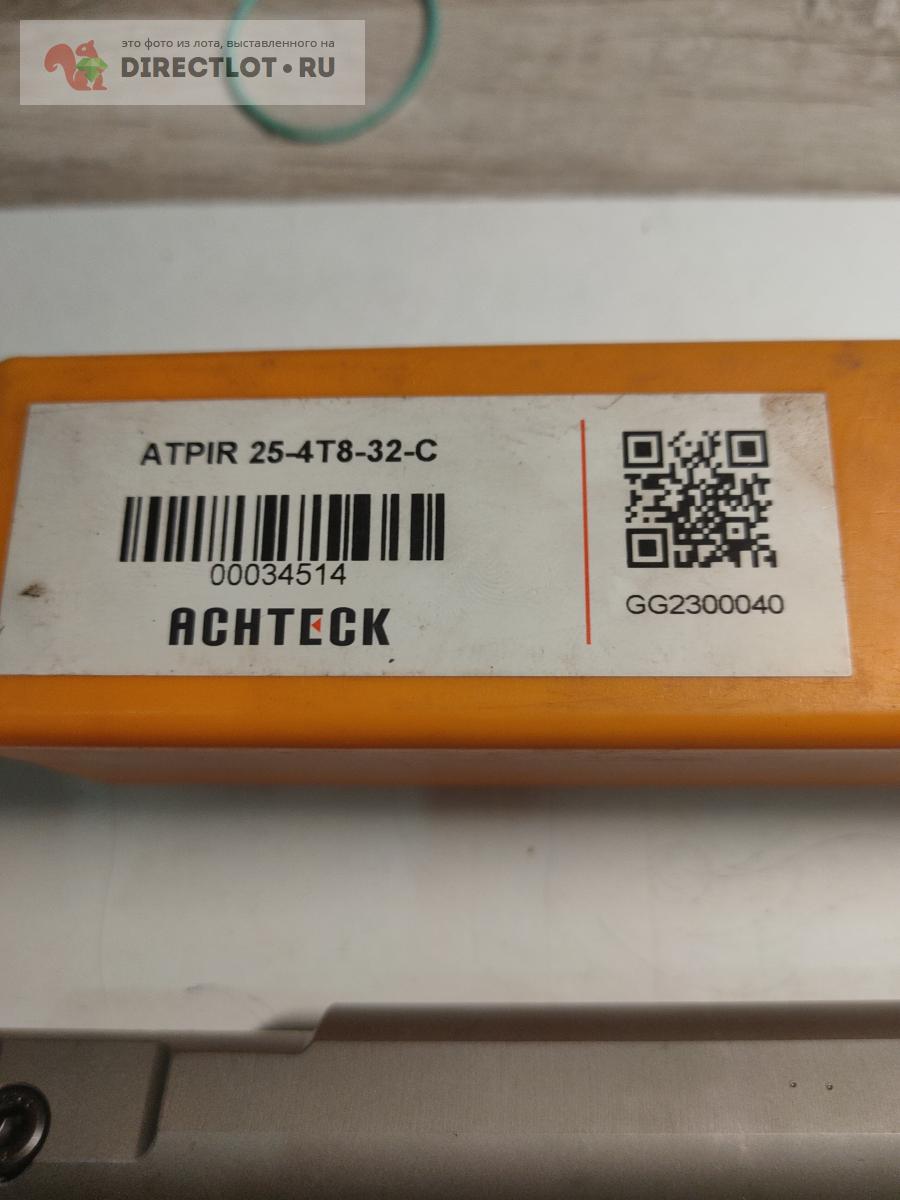 это фото из лота, выставленного на
DIRECTLOT•RU
ATPIR 25-4T8-32-C
00034514
ACHTECK
GG2300040